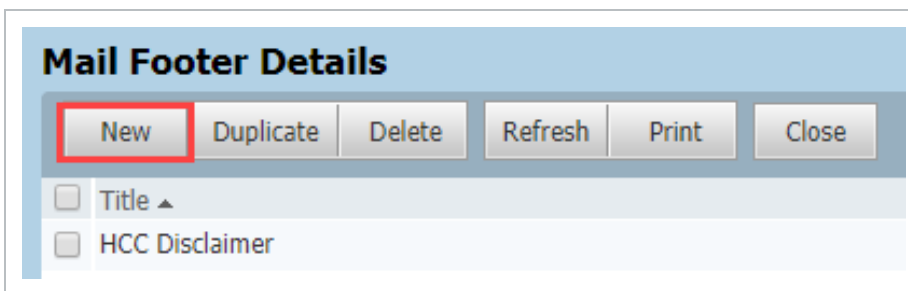 Mail Footer Details
New Duplicate Delete Refresh Print Close
Title
HCC Disclaimer